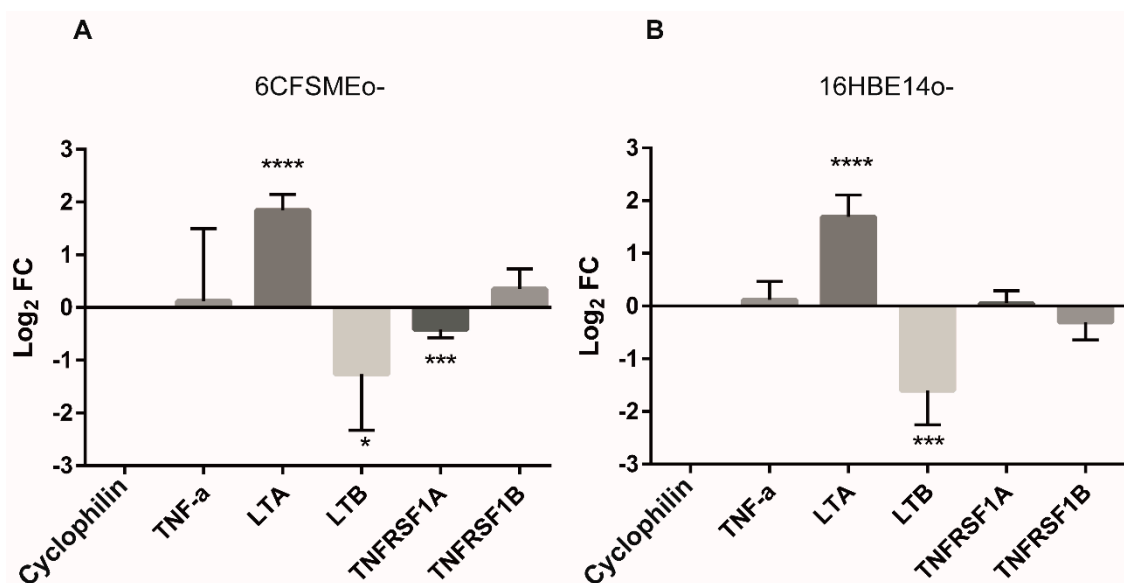 A
6CFSMEo-
Log2 FC
3
2
1
0
-1
-2
-3
****
*
***
Cyclophilin
TNF-a
LTA
LTB
TNFRSF1A
TNFRSF1B
B
16HBE14o-
Log2 FC
3
2
1
0
-1
-2
-3
****
***
Cyclophilin
TNF-a
LTA
LTB
TNFRSF1A
TNFRSF1B